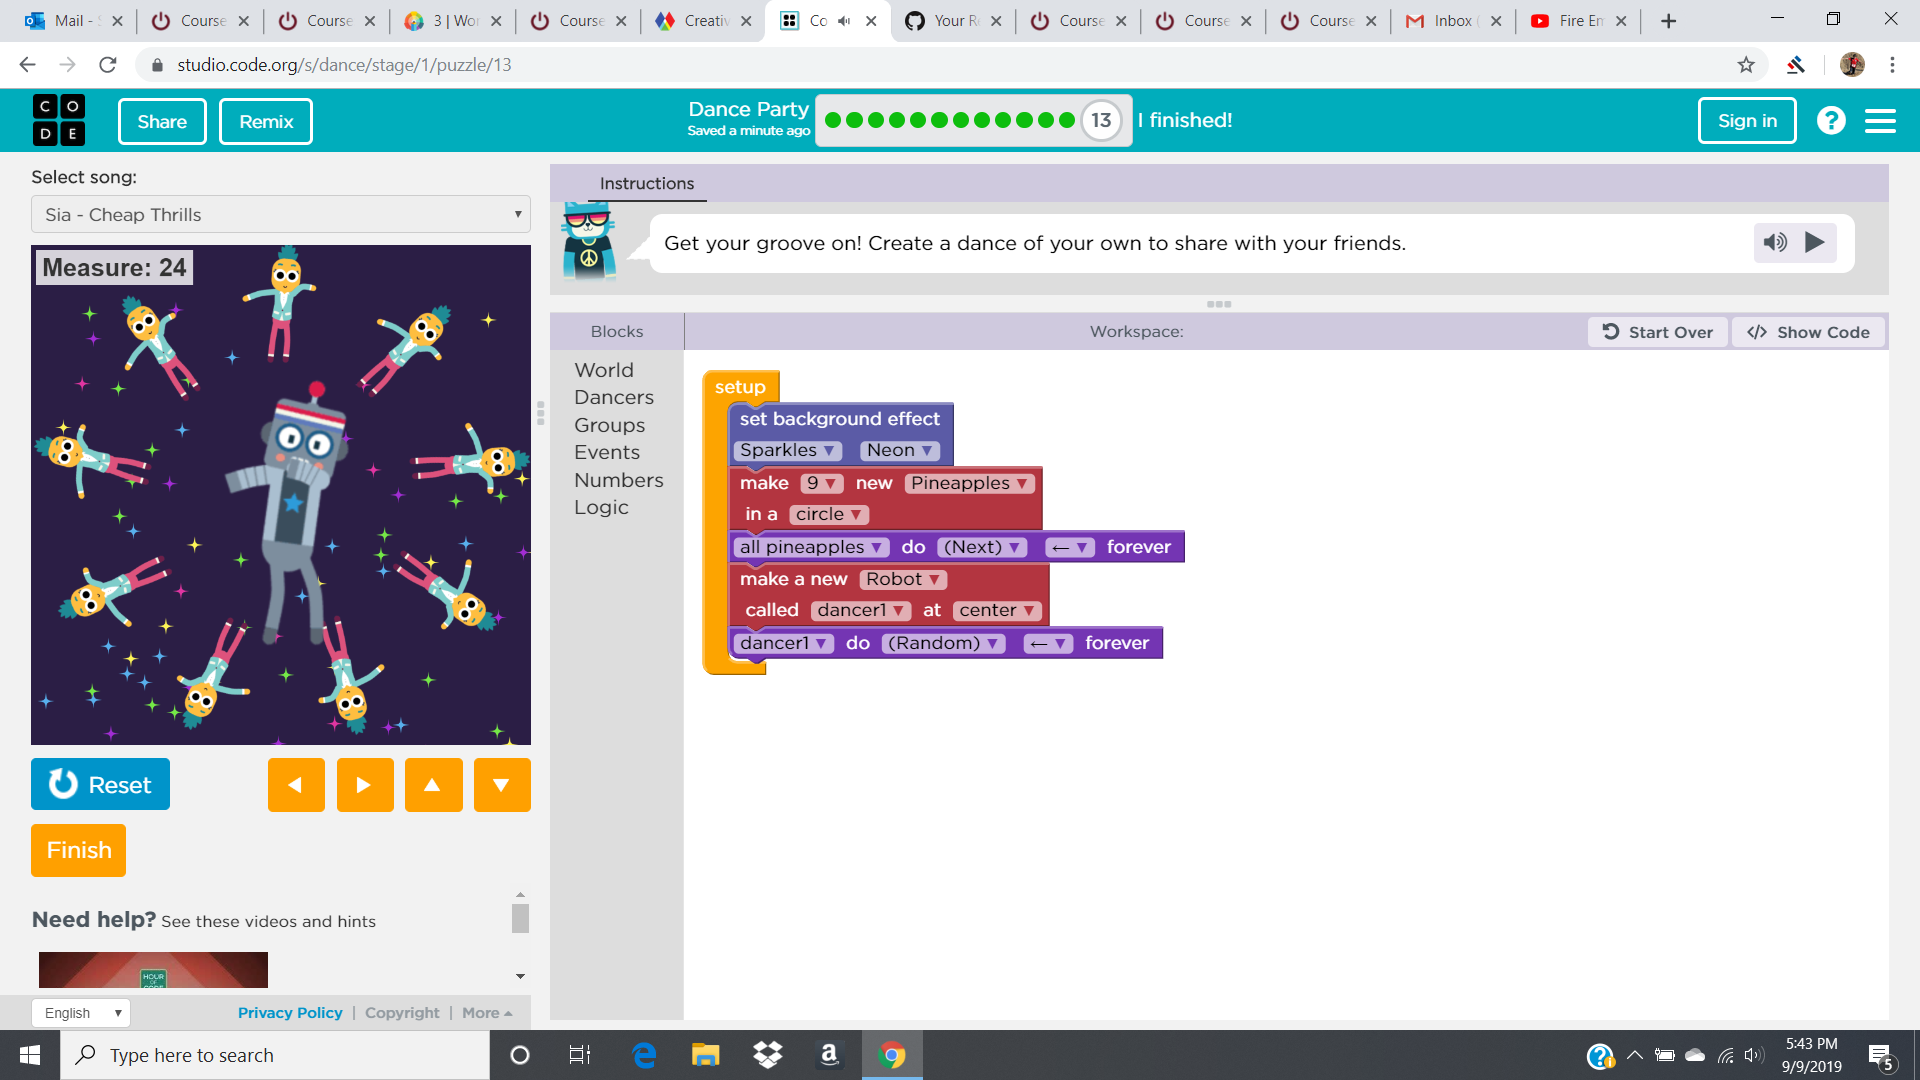 Mail -
Course
Course
3 | Wor
Course
Creativ
Co
Your R
Course
Course
Course
Inbox (
Fire Em
studio.code.org/s/dance/stage/1/puzzle/13
C O
D E
Share
Remix
Dance Party
Saved a minute ago
13
I finished!
Sign in
?
Select song:
Sia - Cheap Thrills
Measure: 24
Instructions
Get your groove on! Create a dance of your own to share with your friends.
Blocks
Workspace:
Start Over
</> Show Code
World
Dancers
Groups
Events
Numbers
Logic
setup
set background effect
Sparkles Neon
make 9 new Pineapples
in a circle
all pineapples do (Next) ← forever
make a new Robot
called dancer1 at center
dancer1 do (Random) ← forever
Reset
Finish
Need help? See these videos and hints
HOUR
OF
CODE
English
Privacy Policy | Copyright | More
Type here to search
5:43 PM
9/9/2019
5